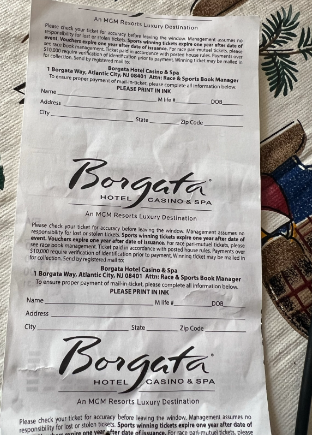 An MGM Resorts Luxury Destination
Please check your ticket for accuracy before leaving the window. Management assumes no
responsibility for lost or stolen tickets. Sports winning tickets expire one year after date of
event. Vouchers expire one year after date of issuance. For race pari-mutuel tickets, please
see race book management. Ticket paid in accordance with posted house rules. Payments over
$10,000 require verification of identification prior to payment. Winning ticket may be mailed in
for collection. Send by registered mail to:
Borgata Hotel Casino & Spa
1 Borgata Way, Atlantic City, NJ 08401 Attn: Race & Sports Book Manager
To ensure proper payment of mail-in ticket, please complete all information below.
PLEASE PRINT IN INK
Name M life # DOB
Address
City State Zip Code
Borgata
HOTEL CASINO & SPA
An MGM Resorts Luxury Destination
Please check your ticket for accuracy before leaving the window. Management assumes no
responsibility for lost or stolen tickets. Sports winning tickets expire one year after date of
event. Vouchers expire one year after date of issuance. For race pari-mutuel tickets, please
see race book management. Ticket paid in accordance with posted house rules. Payments over
$10,000 require verification of identification prior to payment. Winning ticket may be mailed in
for collection. Send by registered mail to:
Borgata Hotel Casino & Spa
1 Borgata Way, Atlantic City, NJ 08401 Attn: Race & Sports Book Manager
To ensure proper payment of mail-in ticket, please complete all information below.
PLEASE PRINT IN INK
Name M life # DOB
Address
City State Zip Code
Borgata
HOTEL CASINO & SPA
An MGM Resorts Luxury Destination
Please check your ticket for accuracy before leaving the window. Management assumes no
responsibility for lost or stolen tickets. Sports winning tickets expire one year after date of
expire one year after date of issuance. For race pari-mutuel tickets, please